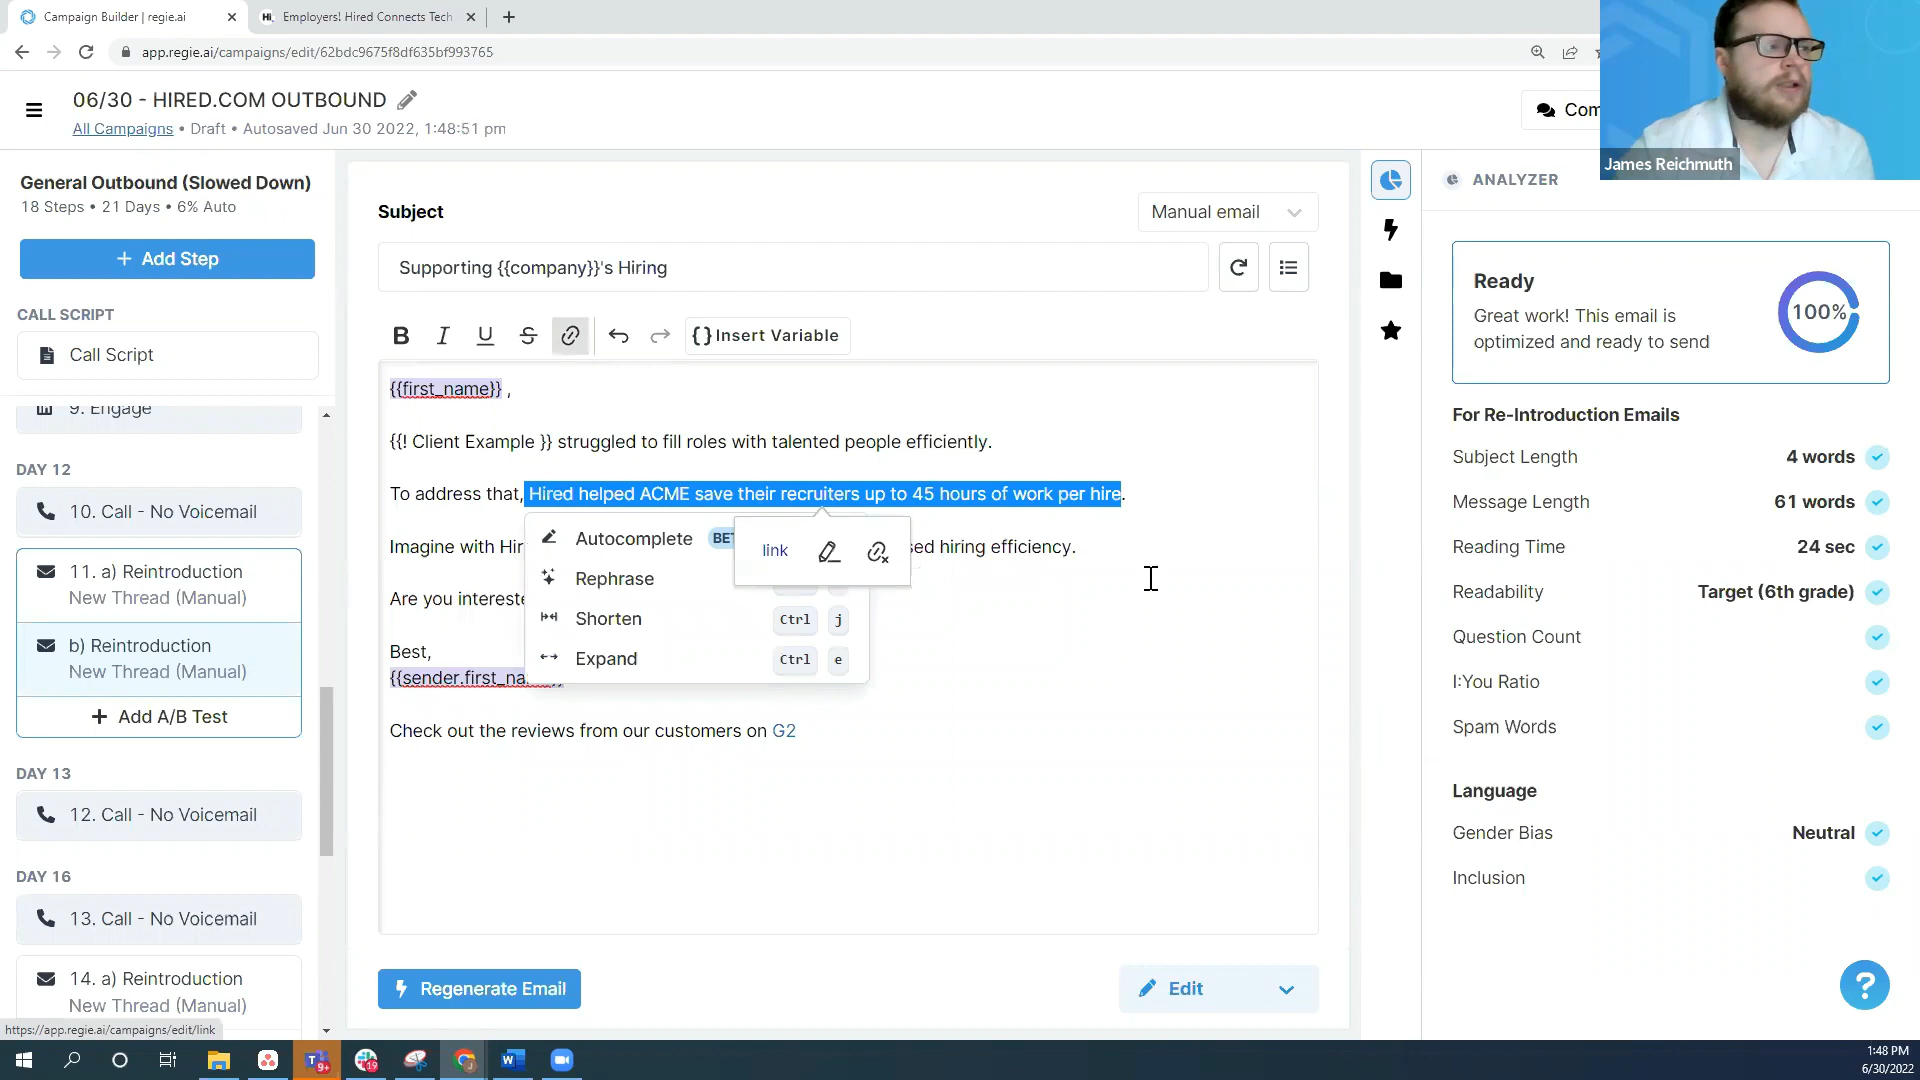 Campaign Builder | regie.ai
Hi.
Employers! Hired Connects Tech
app.regie.ai/campaigns/edit/62bdc9675f8df635bf993765
06/30 - HIRED.COM OUTBOUND
All Campaigns • Draft • Autosaved Jun 30 2022, 1:48:51 pm
Com
James Reichmuth
General Outbound (Slowed Down)
18 Steps • 21 Days • 6% Auto
+ Add Step
CALL SCRIPT
Call Script
9. Engage
DAY 12
10. Call - No Voicemail
11. a) Reintroduction
New Thread (Manual)
b) Reintroduction
New Thread (Manual)
+ Add A/B Test
DAY 13
12. Call - No Voicemail
DAY 16
13. Call - No Voicemail
14. a) Reintroduction
New Thread (Manual)
https://app.regie.ai/campaigns/edit/link
Subject
Manual email
Supporting {{company}}'s Hiring
B I U S
{} Insert Variable
{{first_name}} ,
{{! Client Example }} struggled to fill roles with talented people efficiently.
To address that, Hired helped ACME save their recruiters up to 45 hours of work per hire.
Imagine with Hir
sed hiring efficiency.
Are you intereste
Best,
{{sender.first_na
Check out the reviews from our customers on G2
Autocomplete BET
Rephrase
Shorten Ctrl j
Expand Ctrl e
link
Regenerate Email
Edit
ANALYZER
Ready
Great work! This email is
optimized and ready to send
100%
For Re-Introduction Emails
Subject Length 4 words
Message Length 61 words
Reading Time 24 sec
Readability Target (6th grade)
Question Count
I:You Ratio
Spam Words
Language
Gender Bias Neutral
Inclusion
?
9+
19
1:48 PM
6/30/2022